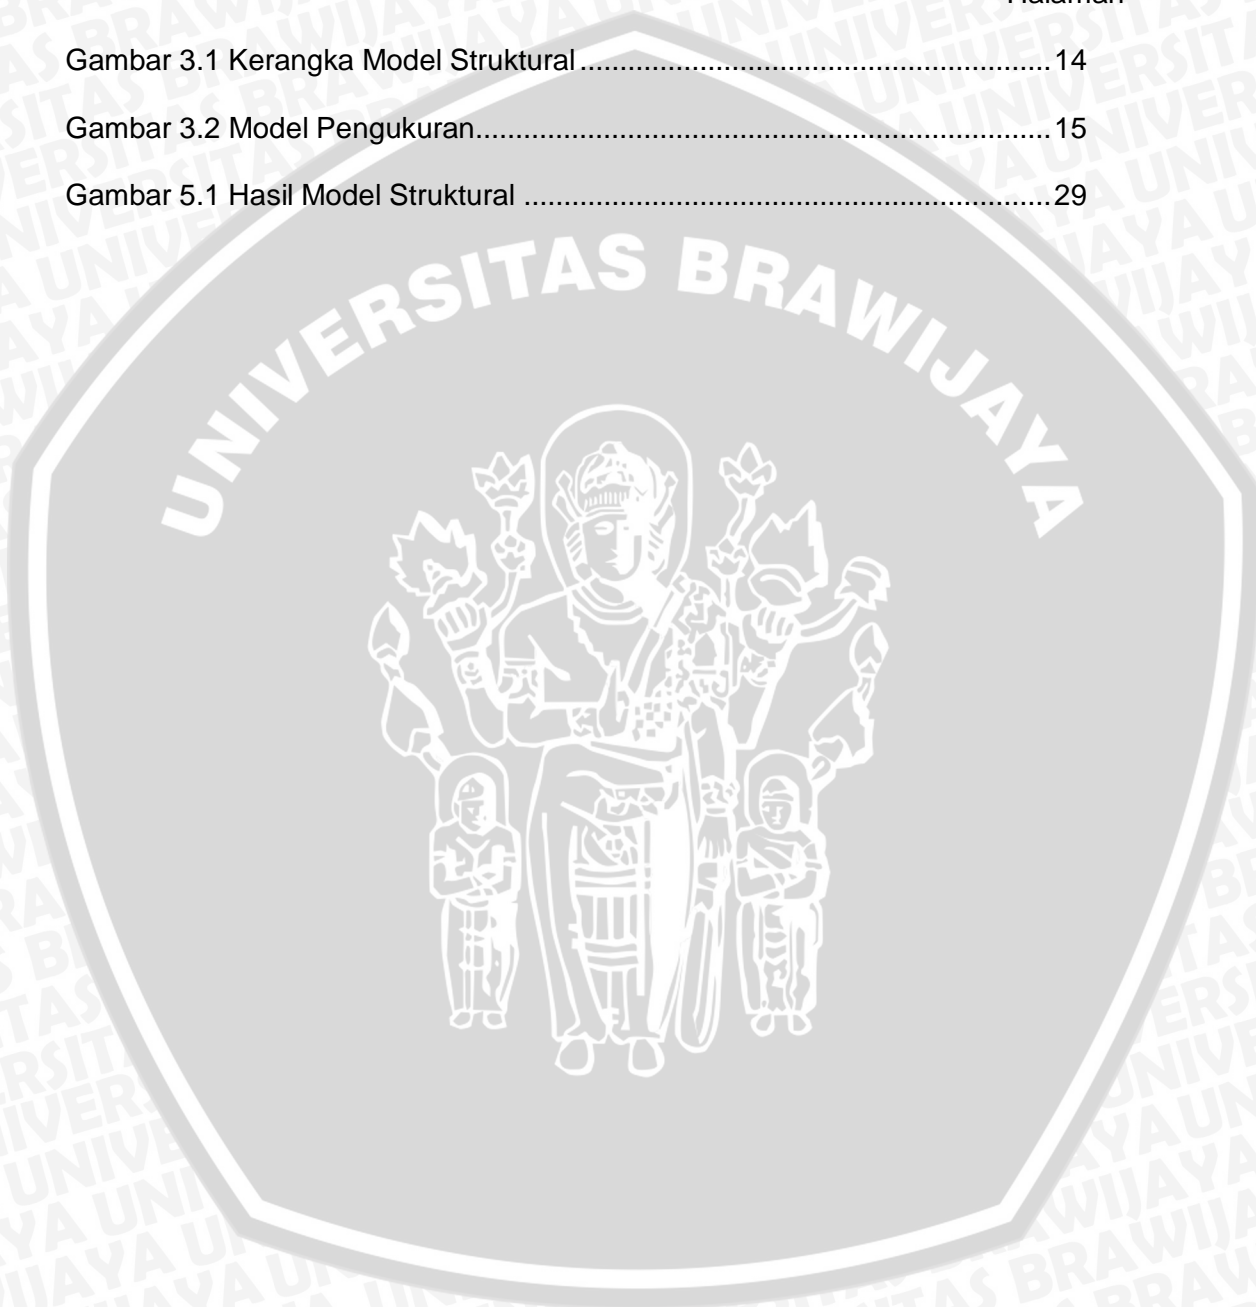 Halaman
Gambar 3.1 Kerangka Model Struktural............................................................14
Gambar 3.2 Model Pengukuran.........................................................................15
Gambar 5.1 Hasil Model Struktural ...................................................................29
UNIVERSITAS BRAWIJAYA